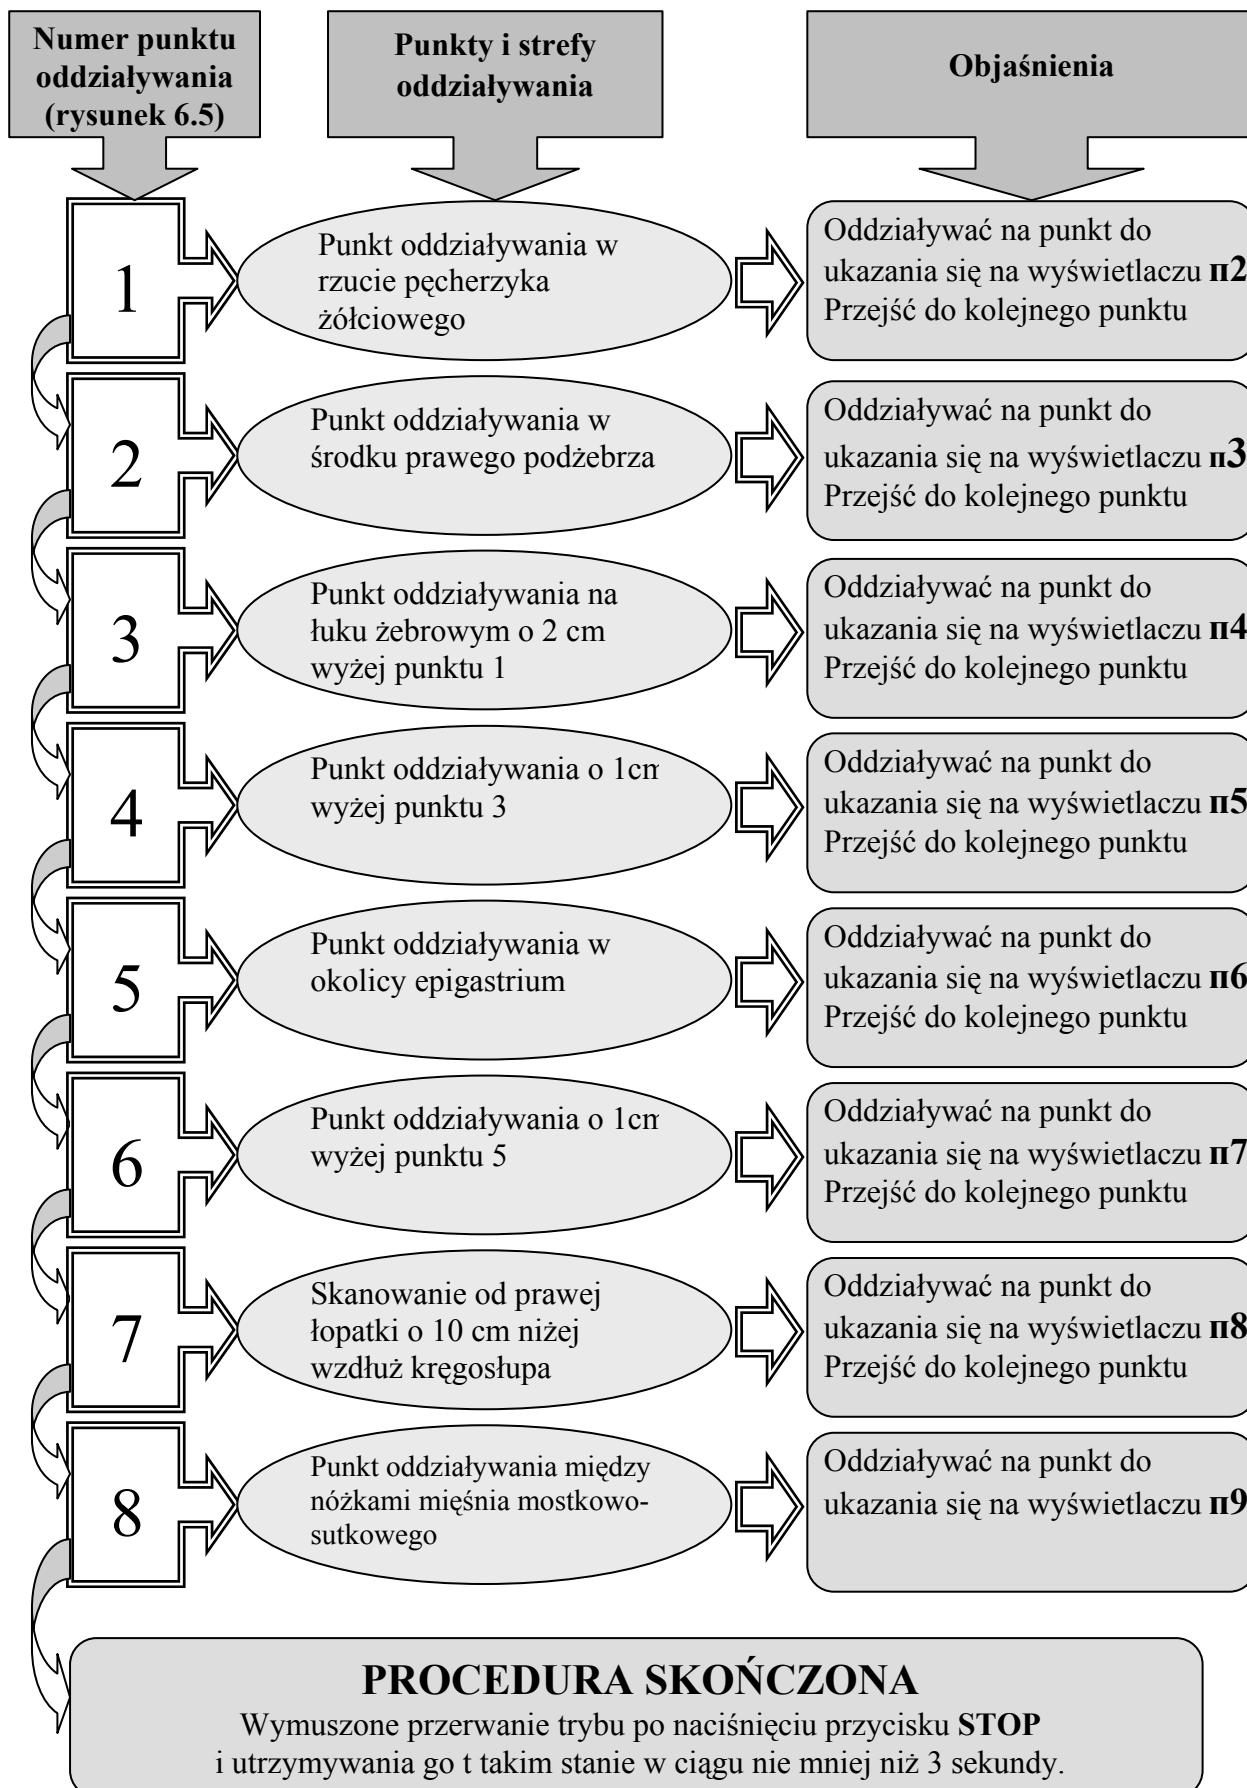 Numer punktu
oddziaływania
(rysunek 6.5)
Punkty i strefy
oddziaływania
Objaśnienia
1
Punkt oddziaływania w
rzucie pęcherzyka
żółciowego
Oddziaływać na punkt do
ukazania się na wyświetlaczu п2
Przejść do kolejnego punktu
2
Punkt oddziaływania w
środku prawego podżebrza
Oddziaływać na punkt do
ukazania się na wyświetlaczu п3
Przejść do kolejnego punktu
3
Punkt oddziaływania na
łuku żebrowym o 2 cm
wyżej punktu 1
Oddziaływać na punkt do
ukazania się na wyświetlaczu п4
Przejść do kolejnego punktu
4
Punkt oddziaływania o 1cm
wyżej punktu 3
Oddziaływać na punkt do
ukazania się na wyświetlaczu п5
Przejść do kolejnego punktu
5
Punkt oddziaływania w
okolicy epigastrium
Oddziaływać na punkt do
ukazania się na wyświetlaczu п6
Przejść do kolejnego punktu
6
Punkt oddziaływania o 1cm
wyżej punktu 5
Oddziaływać na punkt do
ukazania się na wyświetlaczu п7
Przejść do kolejnego punktu
7
Skanowanie od prawej
łopatki o 10 cm niżej
wzdłuż kręgosłupa
Oddziaływać na punkt do
ukazania się na wyświetlaczu п8
Przejść do kolejnego punktu
8
Punkt oddziaływania między
nóżkami mięśnia mostkowo-
sutkowego
Oddziaływać na punkt do
ukazania się na wyświetlaczu п9
PROCEDURA SKOŃCZONA
Wymuszone przerwanie trybu po naciśnięciu przycisku STOP
i utrzymywania go t takim stanie w ciągu nie mniej niż 3 sekundy.